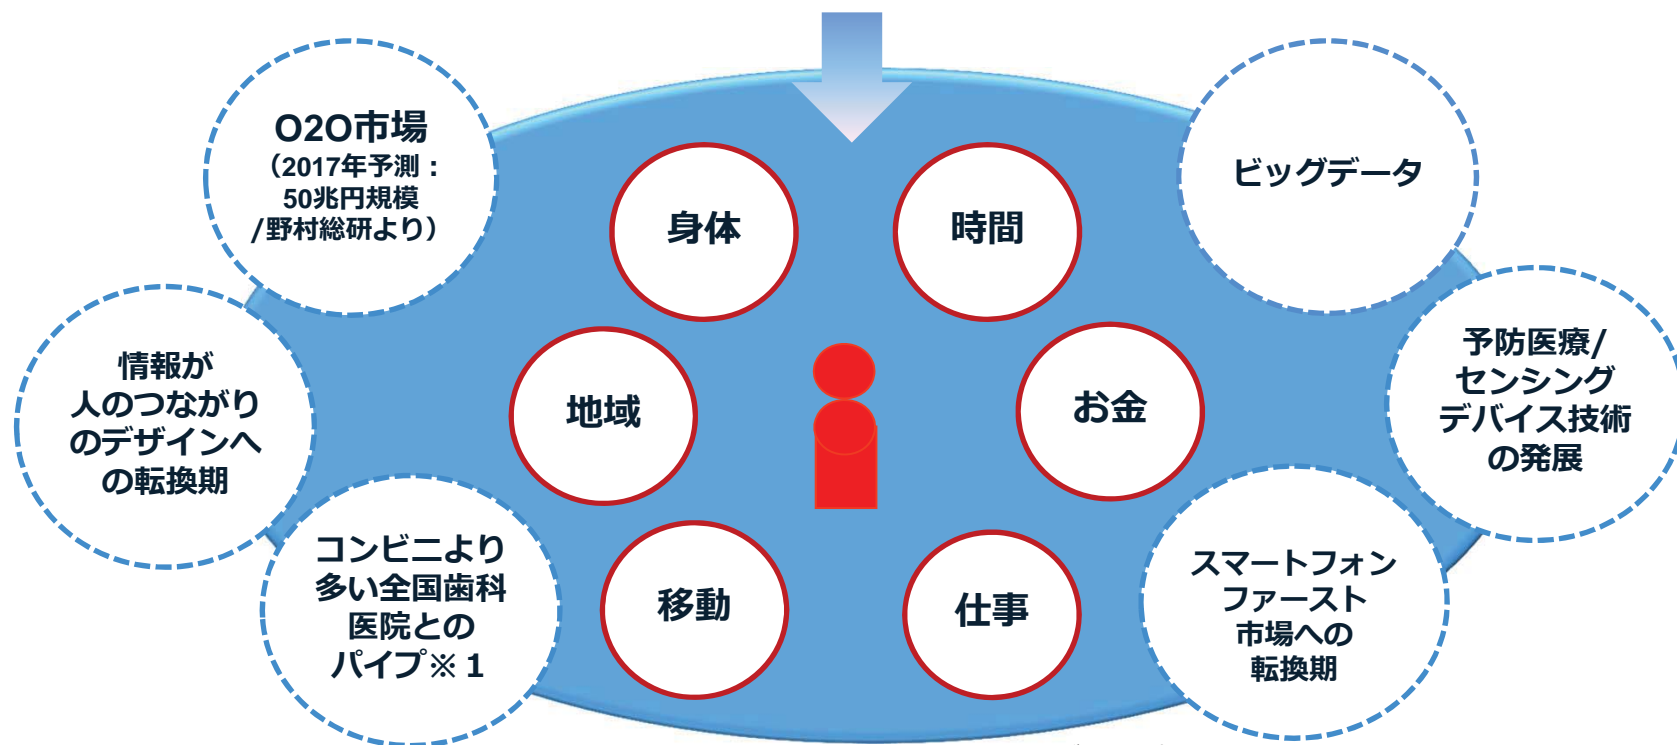 O2O市場
（2017年予測：
50兆円規模
/野村総研より）
ビッグデータ
身体
時間
情報が
人のつながり
のデザインへ
の転換期
地域
お金
予防医療/
センシング
デバイス技術
の発展
コンビニより
多い全国歯科
医院との
パイプ※１
移動
仕事
スマートフォン
ファースト
市場への
転換期